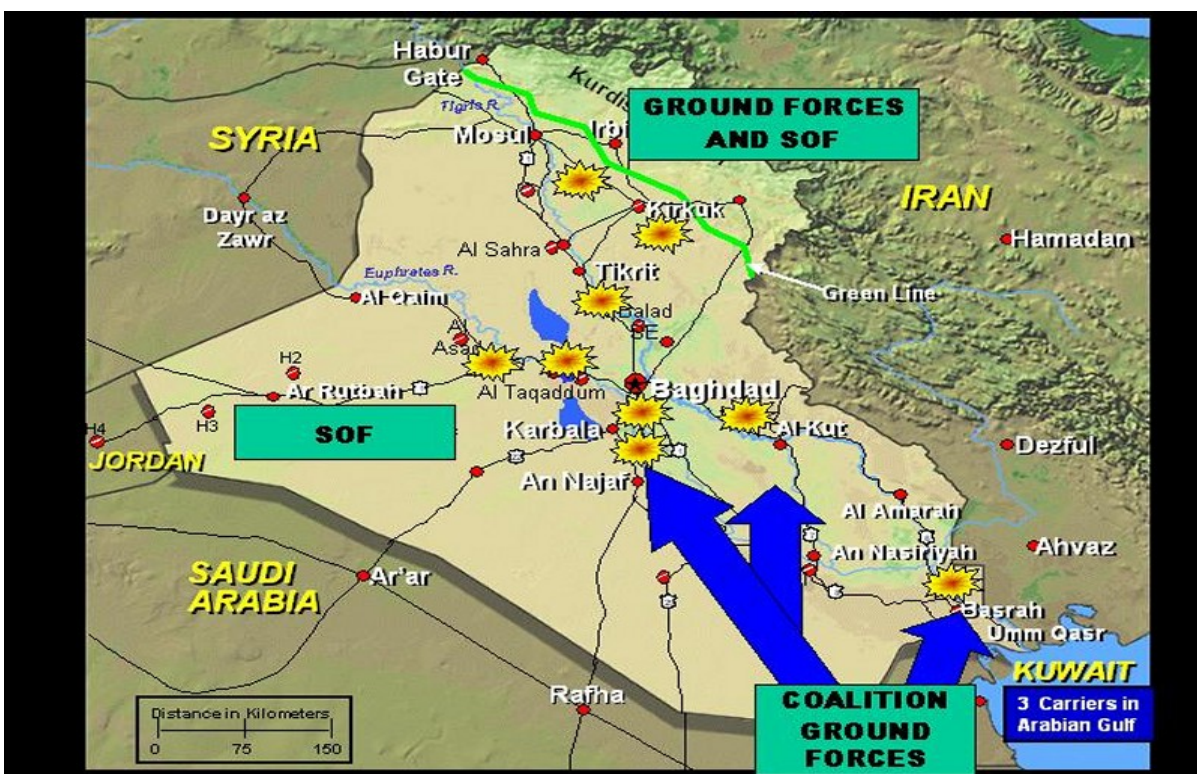 Habur
Gate
Tigris R.
Kurdis
GROUND FORCES
AND SOF
SYRIA
Mosul
Irbi
IRAN
Dayr az
Zawr
Kirkuk
Hamadan
Al Sahra
Euphrates R.
Tikrit
Green Line
Al Qaim
Balad
SE
Al
Asad
H2
Ar Rutbah
Al Taqaddum
Baghdad
H3
SOF
Karbala
Al Kut
H4
JORDAN
Dezful
An Najaf
Al Amarah
An Nasiriyah
Ahvaz
SAUDI
ARABIA
Ar'ar
Basrah
Umm Qasr
KUWAIT
Rafha
COALITION
GROUND
FORCES
3 Carriers in
Arabian Gulf
Distance in Kilometers
0 75 150